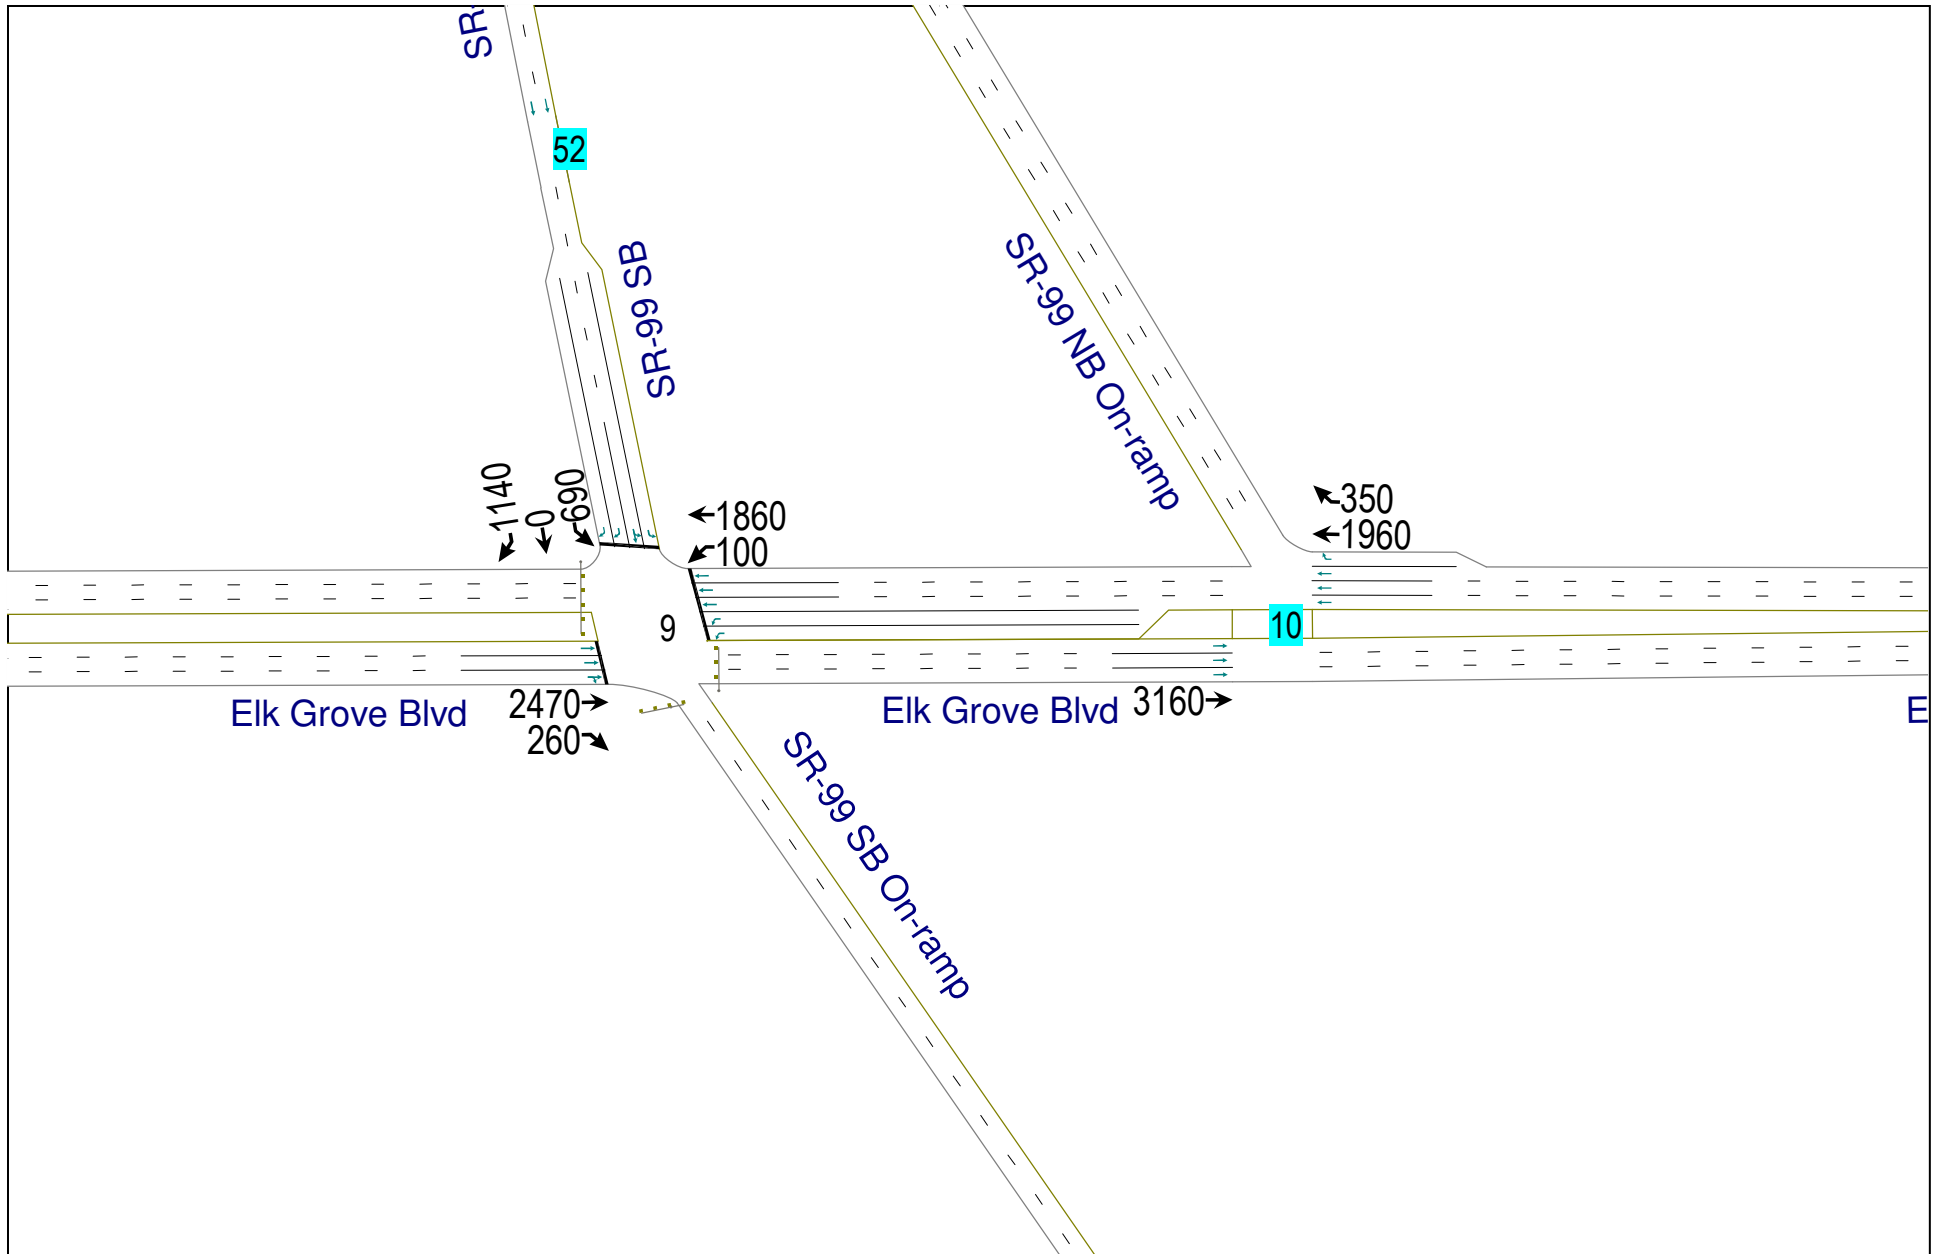 SR-
52
SR-99 SB
SR-99 NB On-ramp
1140
0
690
1860
100
350
1960
9
10
Elk Grove Blvd
2470
260
Elk Grove Blvd
3160
E
SR-99 SB On-ramp